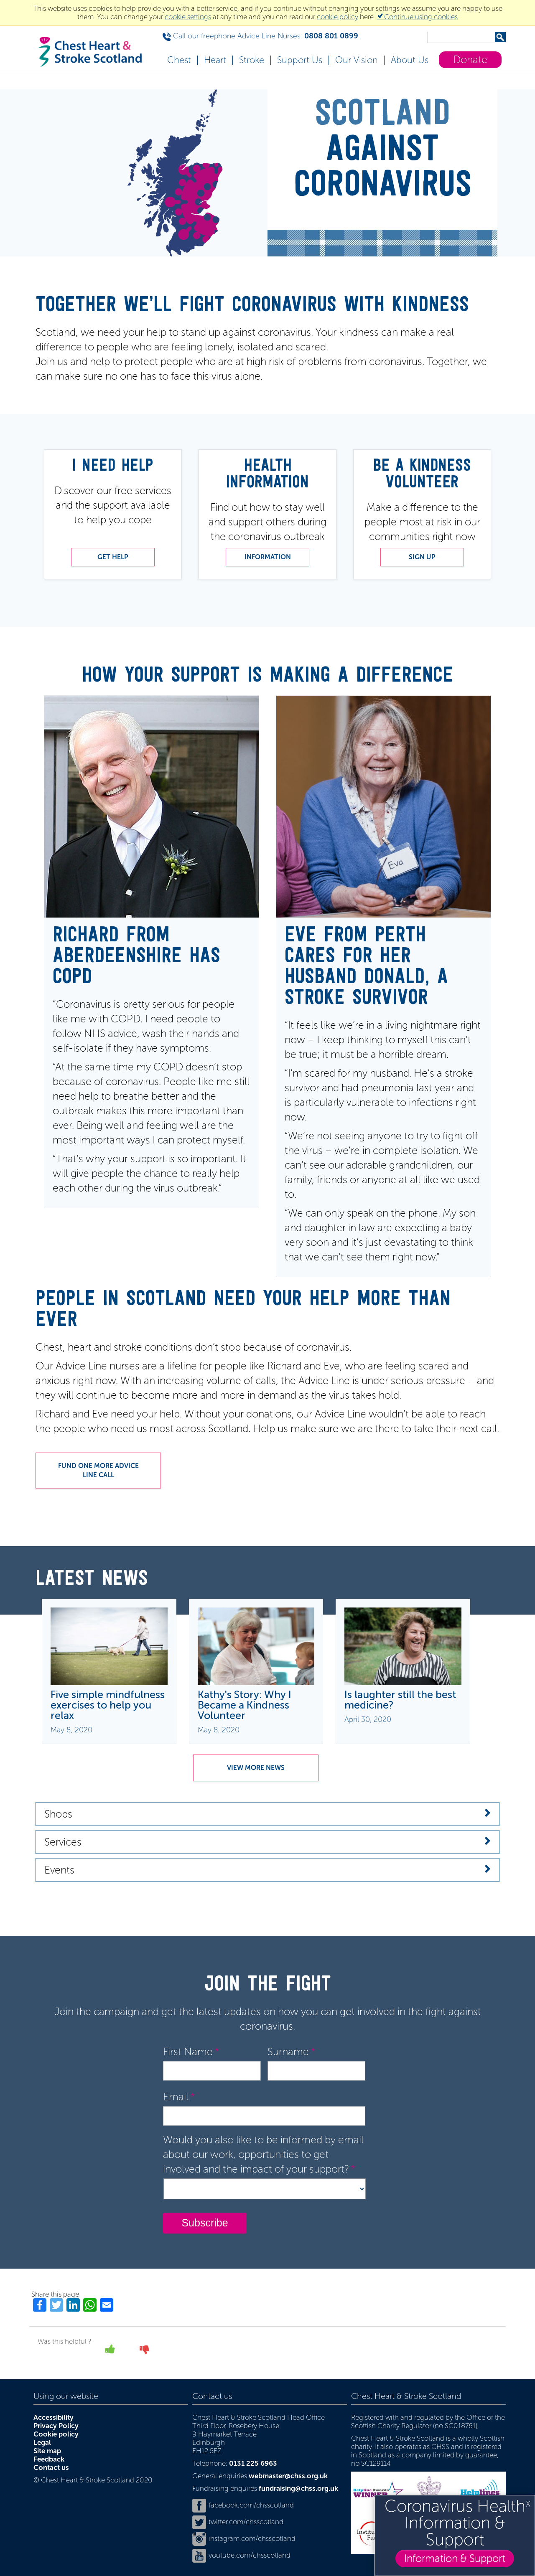 This website uses cookies to help provide you with a better service, and if you continue without changing your settings we assume you are happy to use
them. You can change your cookie settings at any time and you can read our cookie policy here. Continue using cookies
Chest Heart &
Stroke Scotland
Call our freephone Advice Line Nurses: 0808 801 0899
Chest | Heart | Stroke | Support Us | Our Vision | About Us
Donate
SCOTLAND
AGAINST
CORONAVIRUS
TOGETHER WE'LL FIGHT CORONAVIRUS WITH KINDNESS
Scotland, we need your help to stand up against coronavirus. Your kindness can make a real
difference to people who are feeling lonely, isolated and scared.
Join us and help to protect people who are at high risk of problems from coronavirus. Together, we
can make sure no one has to face this virus alone.
I NEED HELP
Discover our free services
and the support available
to help you cope
GET HELP
HEALTH
INFORMATION
Find out how to stay well
and support others during
the coronavirus outbreak
INFORMATION
BE A KINDNESS
VOLUNTEER
Make a difference to the
people most at risk in our
communities right now
SIGN UP
HOW YOUR SUPPORT IS MAKING A DIFFERENCE
RICHARD FROM
ABERDEENSHIRE HAS
COPD
"Coronavirus is pretty serious for people
like me with COPD. I need people to
follow NHS advice, wash their hands and
self-isolate if they have symptoms.
"At the same time my COPD doesn't stop
because of coronavirus. People like me still
need help to breathe better and the
outbreak makes this more important than
ever. Being well and feeling well are the
most important ways I can protect myself.
"That's why your support is so important. It
will give people the chance to really help
each other during the virus outbreak."
Eva
EVE FROM PERTH
CARES FOR HER
HUSBAND DONALD, A
STROKE SURVIVOR
"It feels like we're in a living nightmare right
now – I keep thinking to myself this can't
be true; it must be a horrible dream.
"I'm scared for my husband. He's a stroke
survivor and had pneumonia last year and
is particularly vulnerable to infections right
now.
"We're not seeing anyone to try to fight off
the virus – we're in complete isolation. We
can't see our adorable grandchildren, our
family, friends or anyone at all like we used
to.
"We can only speak on the phone. My son
and daughter in law are expecting a baby
very soon and it's just devastating to think
that we can't see them right now."
PEOPLE IN SCOTLAND NEED YOUR HELP MORE THAN
EVER
Chest, heart and stroke conditions don't stop because of coronavirus.
Our Advice Line nurses are a lifeline for people like Richard and Eve, who are feeling scared and
anxious right now. With an increasing volume of calls, the Advice Line is under serious pressure – and
they will continue to become more and more in demand as the virus takes hold.
Richard and Eve need your help. Without your donations, our Advice Line wouldn't be able to reach
the people who need us most across Scotland. Help us make sure we are there to take their next call.
FUND ONE MORE ADVICE
LINE CALL
LATEST NEWS
Five simple mindfulness
exercises to help you
relax
May 8, 2020
Kathy's Story: Why I
Became a Kindness
Volunteer
May 8, 2020
Is laughter still the best
medicine?
April 30, 2020
VIEW MORE NEWS
Shops
Services
Events
JOIN THE FIGHT
Join the campaign and get the latest updates on how you can get involved in the fight against
coronavirus.
First Name
Surname
Email
Would you also like to be informed by email
about our work, opportunities to get
involved and the impact of your support?
Subscribe
Share this page
Was this helpful ?
Using our website
Accessibility
Privacy Policy
Cookie policy
Legal
Site map
Feedback
Contact us
© Chest Heart & Stroke Scotland 2020
Contact us
Chest Heart & Stroke Scotland Head Office
Third Floor, Rosebery House
9 Haymarket Terrace
Edinburgh
EH12 5EZ
Telephone: 0131 225 6963
General enquiries webmaster@chss.org.uk
Fundraising enquires fundraising@chss.org.uk
facebook.com/chsscotland
twitter.com/chsscotland
instagram.com/chsscotland
youtube.com/chsscotland
Chest Heart & Stroke Scotland
Registered with and regulated by the Office of the
Scottish Charity Regulator (no SC018761),
Chest Heart & Stroke Scotland is a wholly Scottish
charity. It also operates as CHSS and is registered
in Scotland as a company limited by guarantee,
no SC129114
WINNER
Helplines
Coronavirus Health
Information &
Support
X
Information & Support